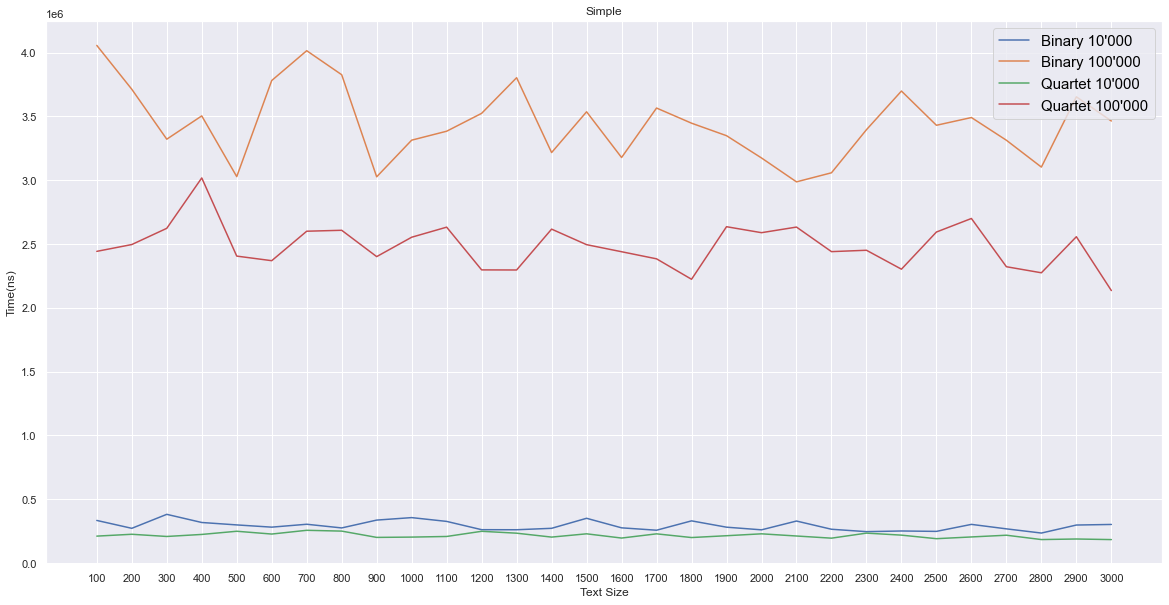 Simple
1e6
Binary 10'000
Binary 100'000
Quartet 10'000
Quartet 100'000
4.0
3.5
3.0
2.5
2.0
1.5
1.0
0.5
0.0
Time(ns)
100 200 300 400 500 600 700 800 900 1000 1100 1200 1300 1400 1500 1600 1700 1800 1900 2000 2100 2200 2300 2400 2500 2600 2700 2800 2900 3000
Text Size